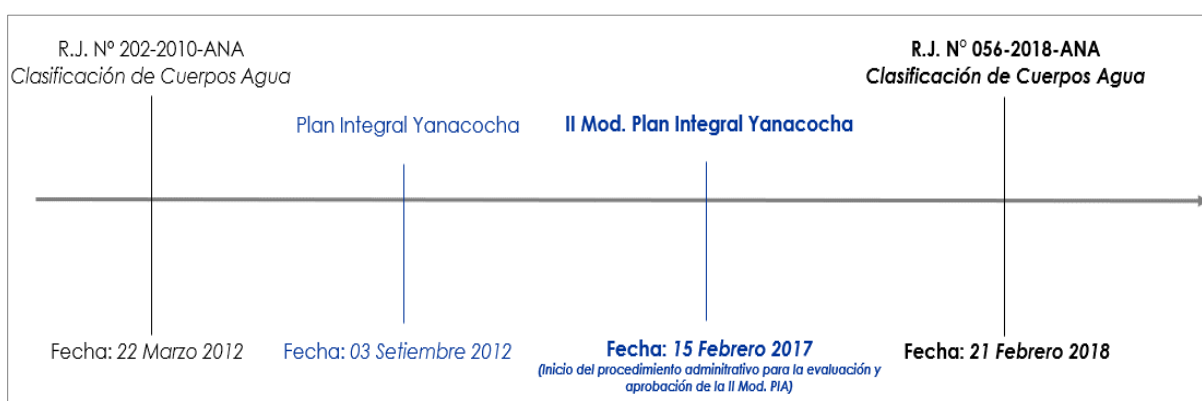 R.J. Nº 202-2010-ANA
Clasificación de Cuerpos Agua
R.J. N° 056-2018-ANA
Clasificación de Cuerpos Agua
Plan Integral Yanacocha
II Mod. Plan Integral Yanacocha
Fecha: 22 Marzo 2012
Fecha: 03 Setiembre 2012
Fecha: 15 Febrero 2017
(Inicio del procedimiento adminitrativo para la evaluación y
aprobación de la II Mod. PIA)
Fecha: 21 Febrero 2018